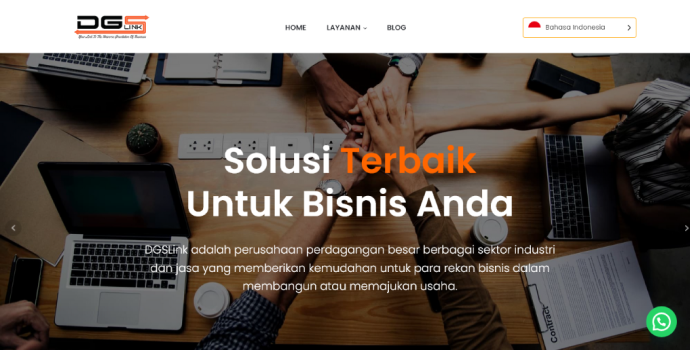 DGSLINK
Your Link To The Massive Possibilities Of Business
HOME
LAYANAN
BLOG
Bahasa Indonesia
Solusi Terbaik
Untuk Bisnis Anda
DGSLink adalah perusahaan perdagangan besar berbagai sektor industri
dan jasa yang memberikan kemudahan untuk para rekan bisnis dalam
membangun atau memajukan usaha.
Contract